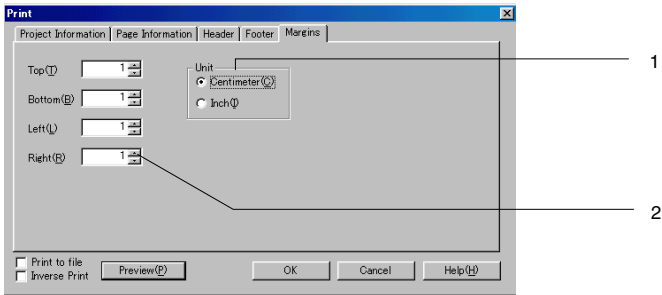 Print
Project Information Page Information Header Footer Margins
Top(T) 1
Bottom(B) 1
Left(L) 1
Right(R) 1
Unit
Centimeter(C)
Inch(I)
1
2
Print to file
Inverse Print
Preview(P) OK Cancel Help(H)